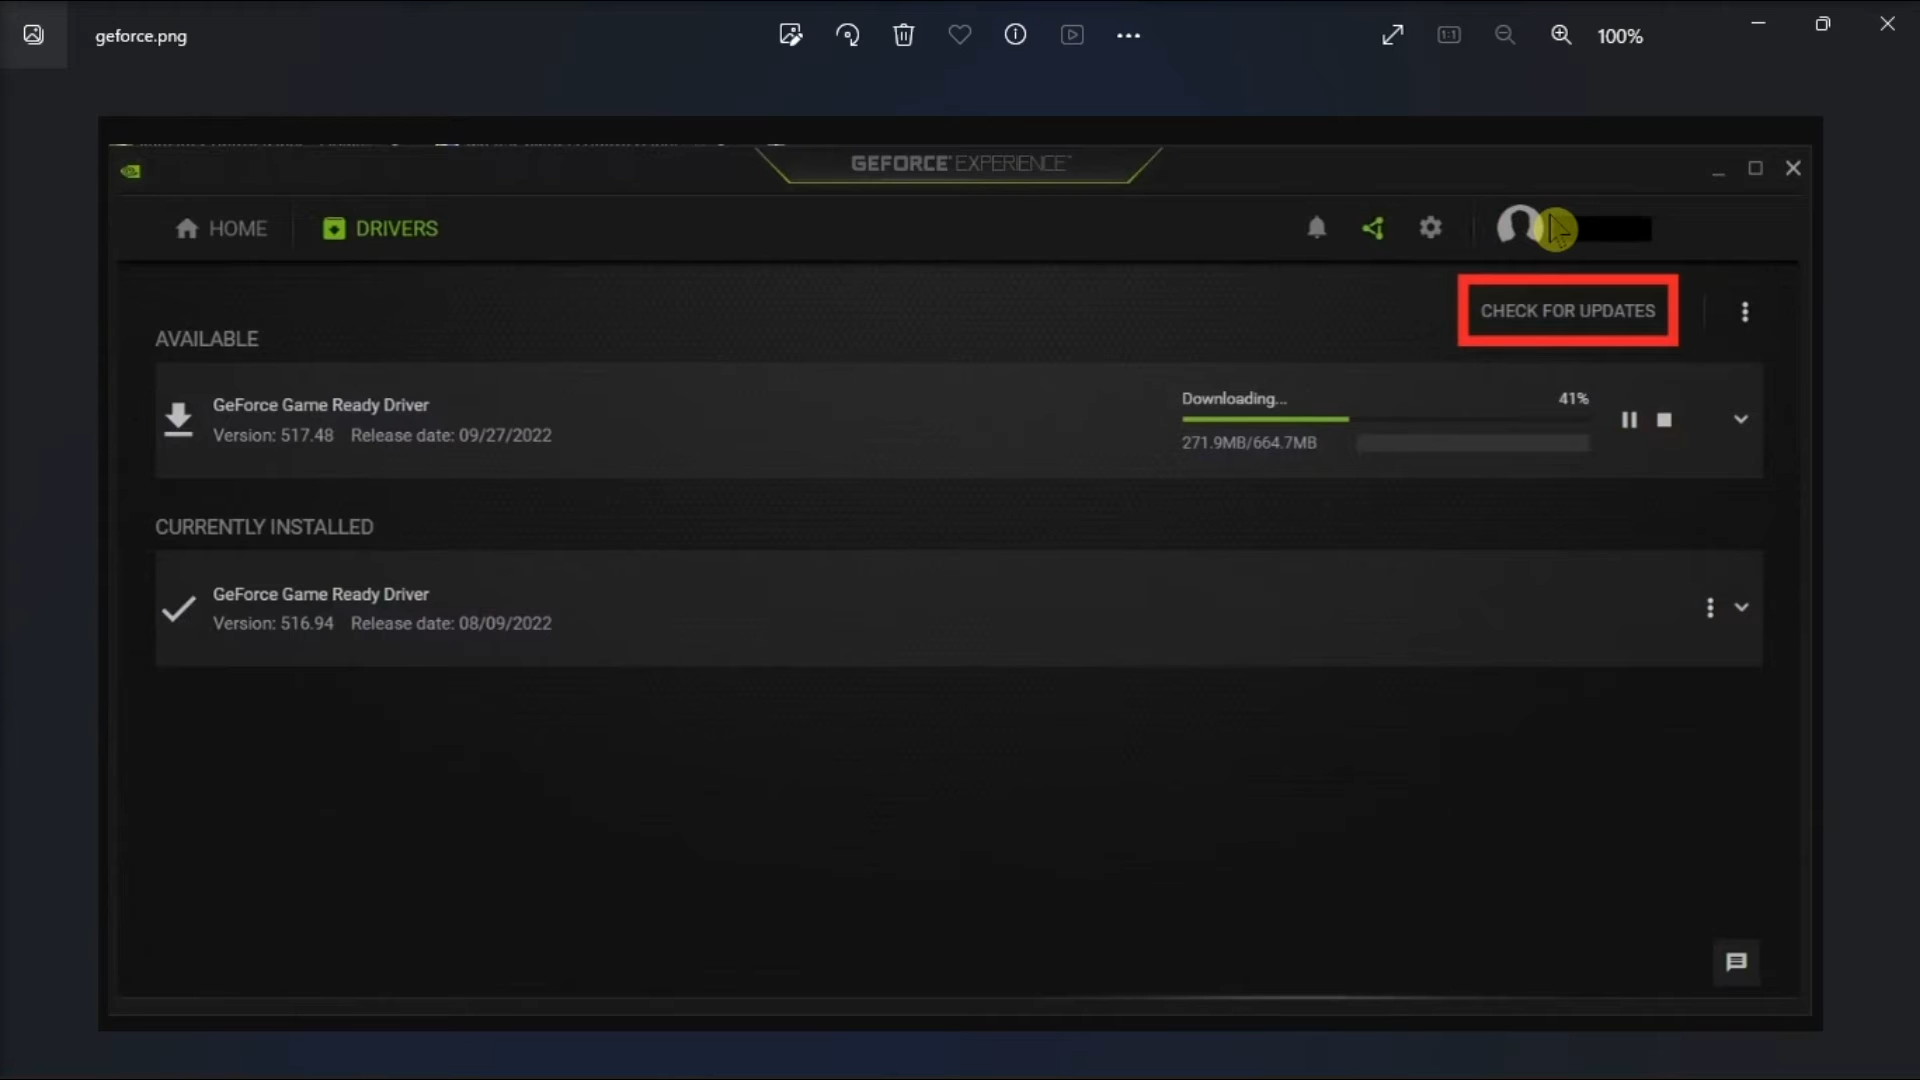 geforce.png
100%
GEFORCE EXPERIENCE™
HOME
DRIVERS
CHECK FOR UPDATES
AVAILABLE
GeForce Game Ready Driver
Version: 517.48 Release date: 09/27/2022
Downloading... 41%
271.9MB/664.7MB
CURRENTLY INSTALLED
GeForce Game Ready Driver
Version: 516.94 Release date: 08/09/2022